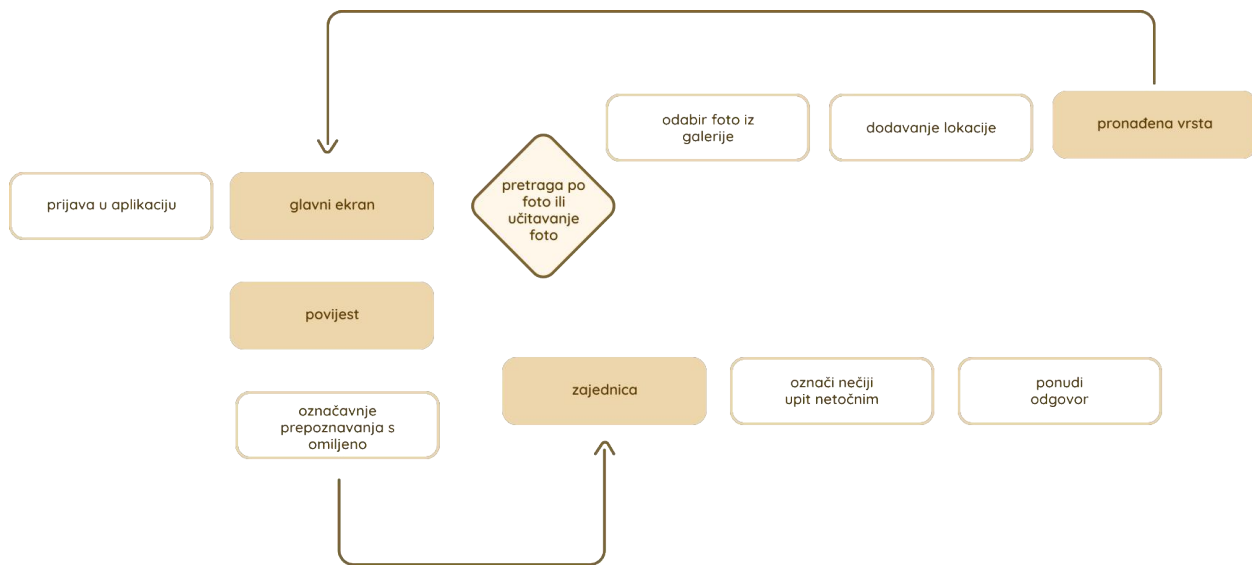 odabir foto iz
galerije
dodavanje lokacije
pronađena vrsta
prijava u aplikaciju
glavni ekran
pretraga po
foto ili
učitavanje
foto
povijest
zajednica
označi nečiji
upit netočnim
ponudi
odgovor
označavnje
prepoznavanja s
omiljeno